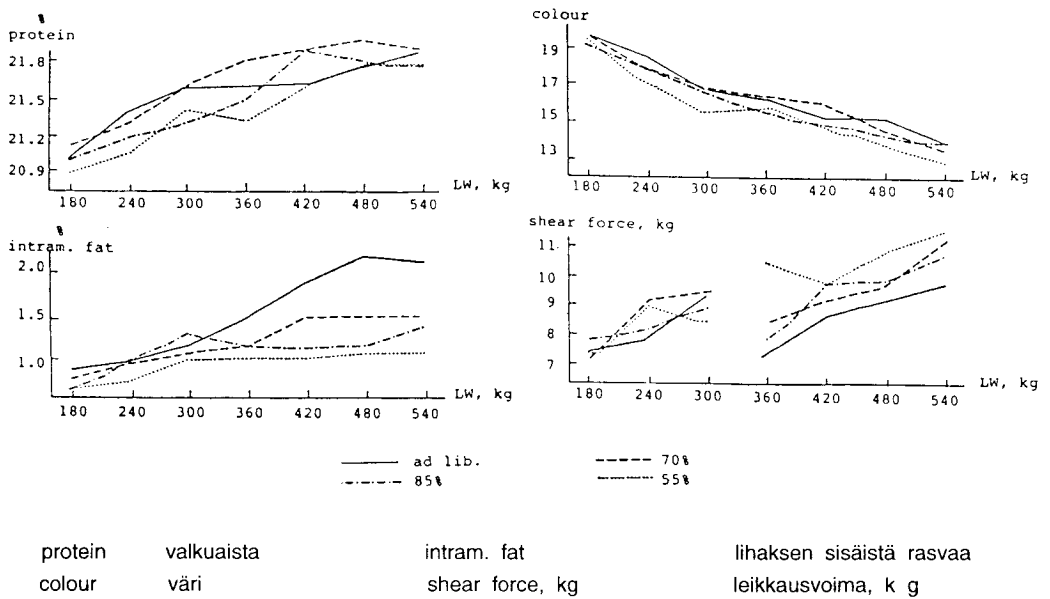 %
protein
21.8
21.5
21.2
20.9
180 240 300 360 420 480 540
LW, kg
colour
19
17
15
13
180 240 300 360 420 480 540
LW, kg
%
intram. fat
2.0
1.5
1.0
180 240 300 360 420 480 540
LW, kg
shear force, kg
11.
10
9
8
7
180 240 300 360 420 480 540
LW, kg
ad lib.
85%
70%
55%
protein valkuaista intram. fat lihaksen sisäistä rasvaa
colour väri shear force, kg leikkausvoima, k g